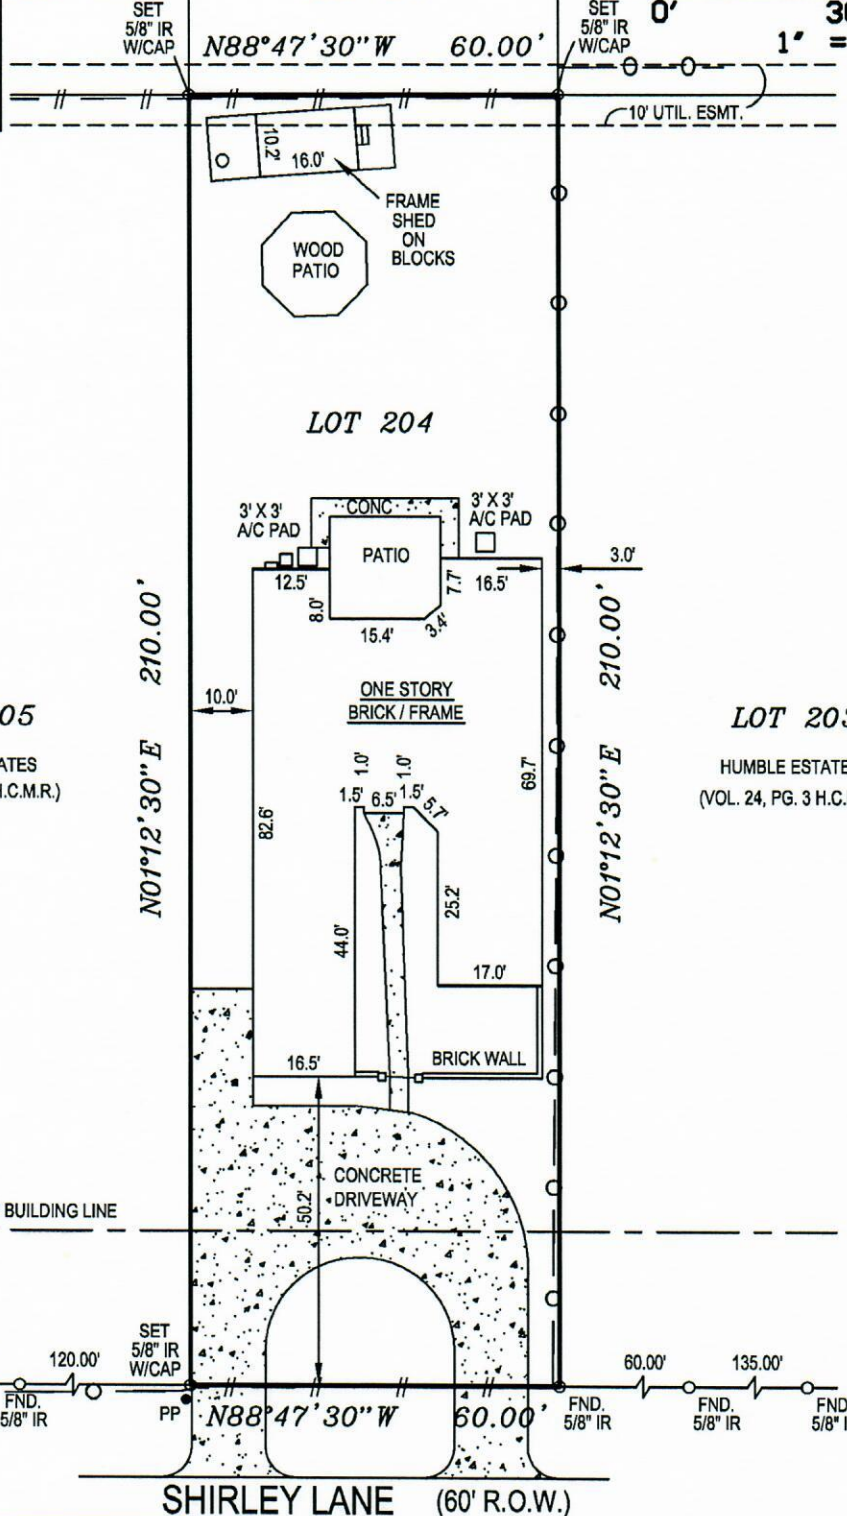 SET
5/8" IR
W/CAP
N88°47'30"W 60.00'
SET
5/8" IR
W/CAP
0'
1" =
10' UTIL. ESMT.
10.2'
16.0'
FRAME
SHED
ON
BLOCKS
WOOD
PATIO
LOT 204
3' X 3'
A/C PAD
CONC
3' X 3'
A/C PAD
PATIO
12.5'
8.0'
15.4'
3.4'
7.7'
16.5'
3.0'
N01°12'30"E 210.00'
N01°12'30"E 210.00'
10.0'
ONE STORY
BRICK / FRAME
05
LOT 203
ATES
HUMBLE ESTATE
I.C.M.R.)
(VOL. 24, PG. 3 H.C.
82.6'
69.7'
1.5'
1.0'
6.5'
1.0'
1.5'
5.7'
44.0'
25.2'
17.0'
16.5'
BRICK WALL
50.2'
CONCRETE
DRIVEWAY
BUILDING LINE
SET
5/8" IR
W/CAP
120.00'
FND.
5/8" IR
PP
N88°47'30"W 60.00'
FND.
5/8" IR
60.00'
135.00'
FND.
5/8" IR
FND.
5/8" I
SHIRLEY LANE (60' R.O.W.)